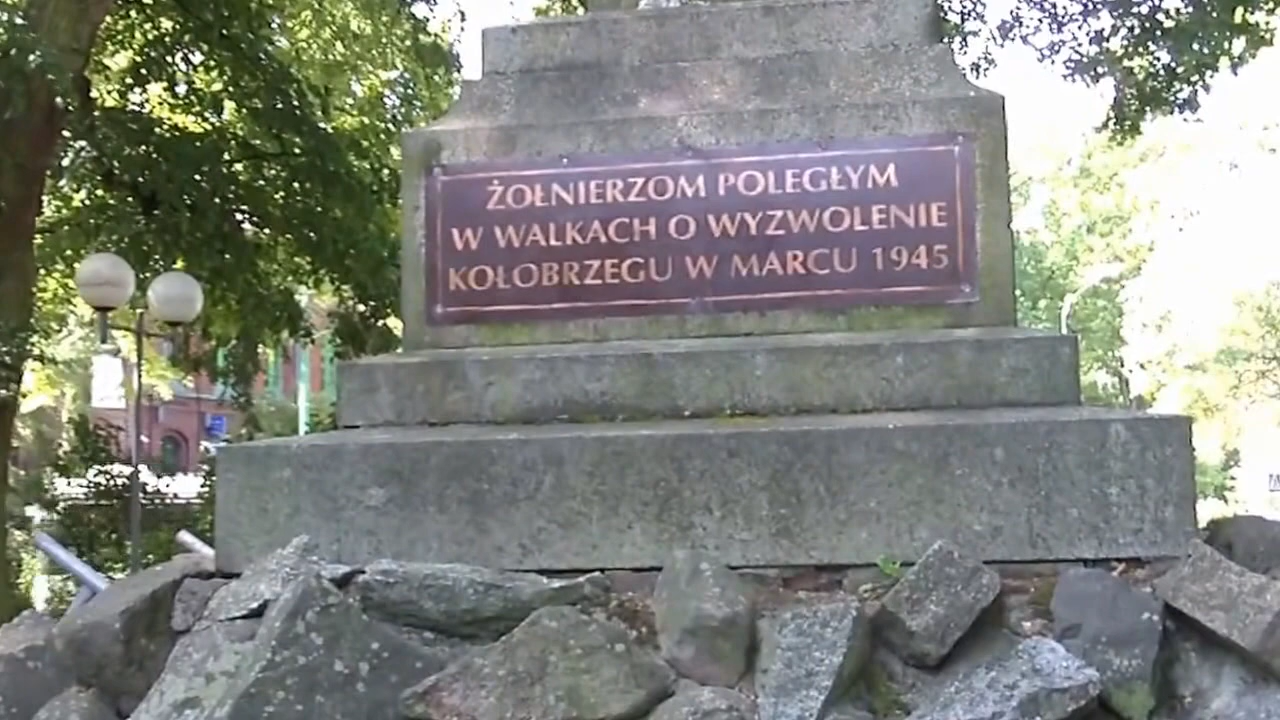 ŻOŁNIERZOM POLEGŁYM
W WALKACH O WYZWOLENIE
KOŁOBRZEGU W MARCU 1945